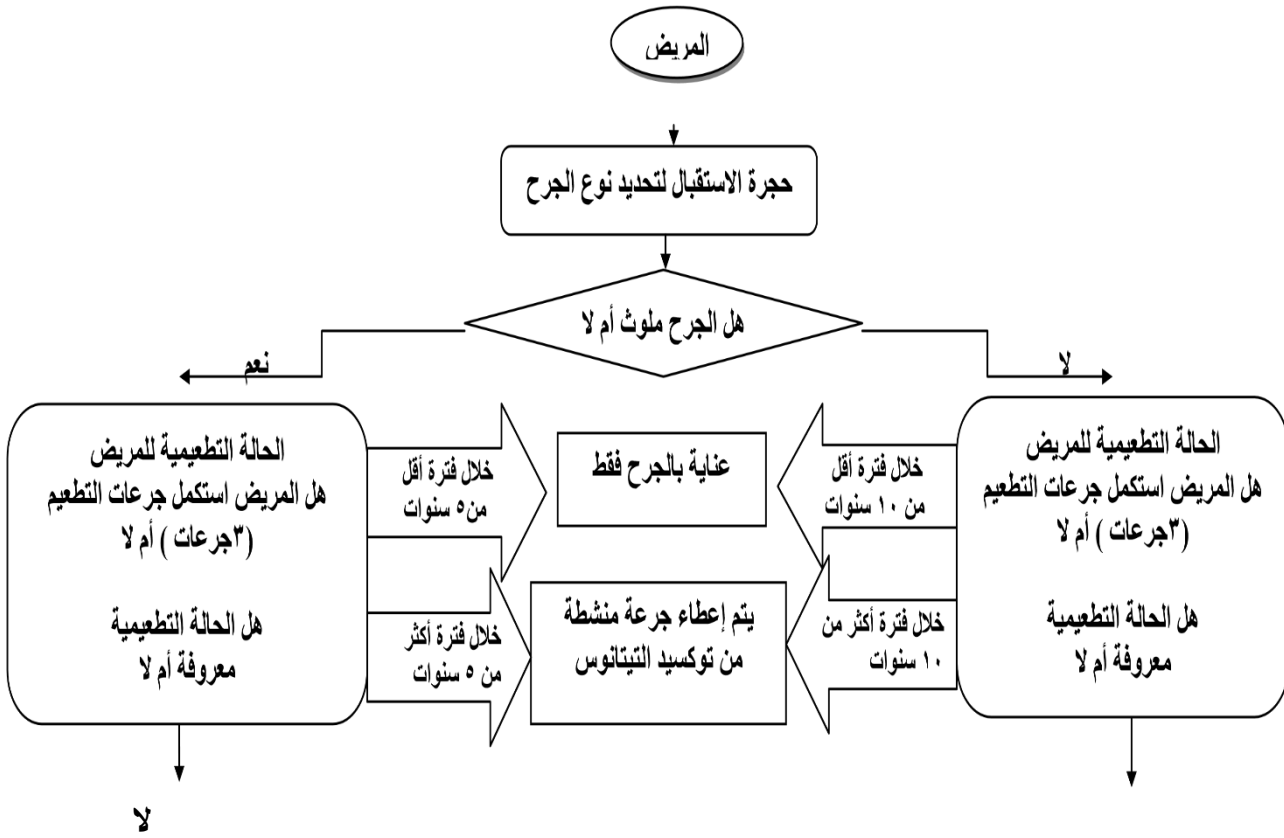 المريض
حجرة الاستقبال لتحديد نوع الجرح
هل الجرح ملوث أم لا
لا
نعم
الحالة التطعيمية للمريض
هل المريض استكمل جرعات التطعيم
(٣جرعات ) أم لا
هل الحالة التطعيمية
معروفة أم لا
خلال فترة أقل
من ١٠ سنوات
خلال فترة أكثر من
١٠ سنوات
عناية بالجرح فقط
يتم إعطاء جرعة منشطة
من توكسيد التيتانوس
خلال فترة أقل
من ٥ سنوات
خلال فترة أكثر
من ٥ سنوات
الحالة التطعيمية للمريض
هل المريض استكمل جرعات التطعيم
(٣جرعات ) أم لا
هل الحالة التطعيمية
معروفة أم لا
لا